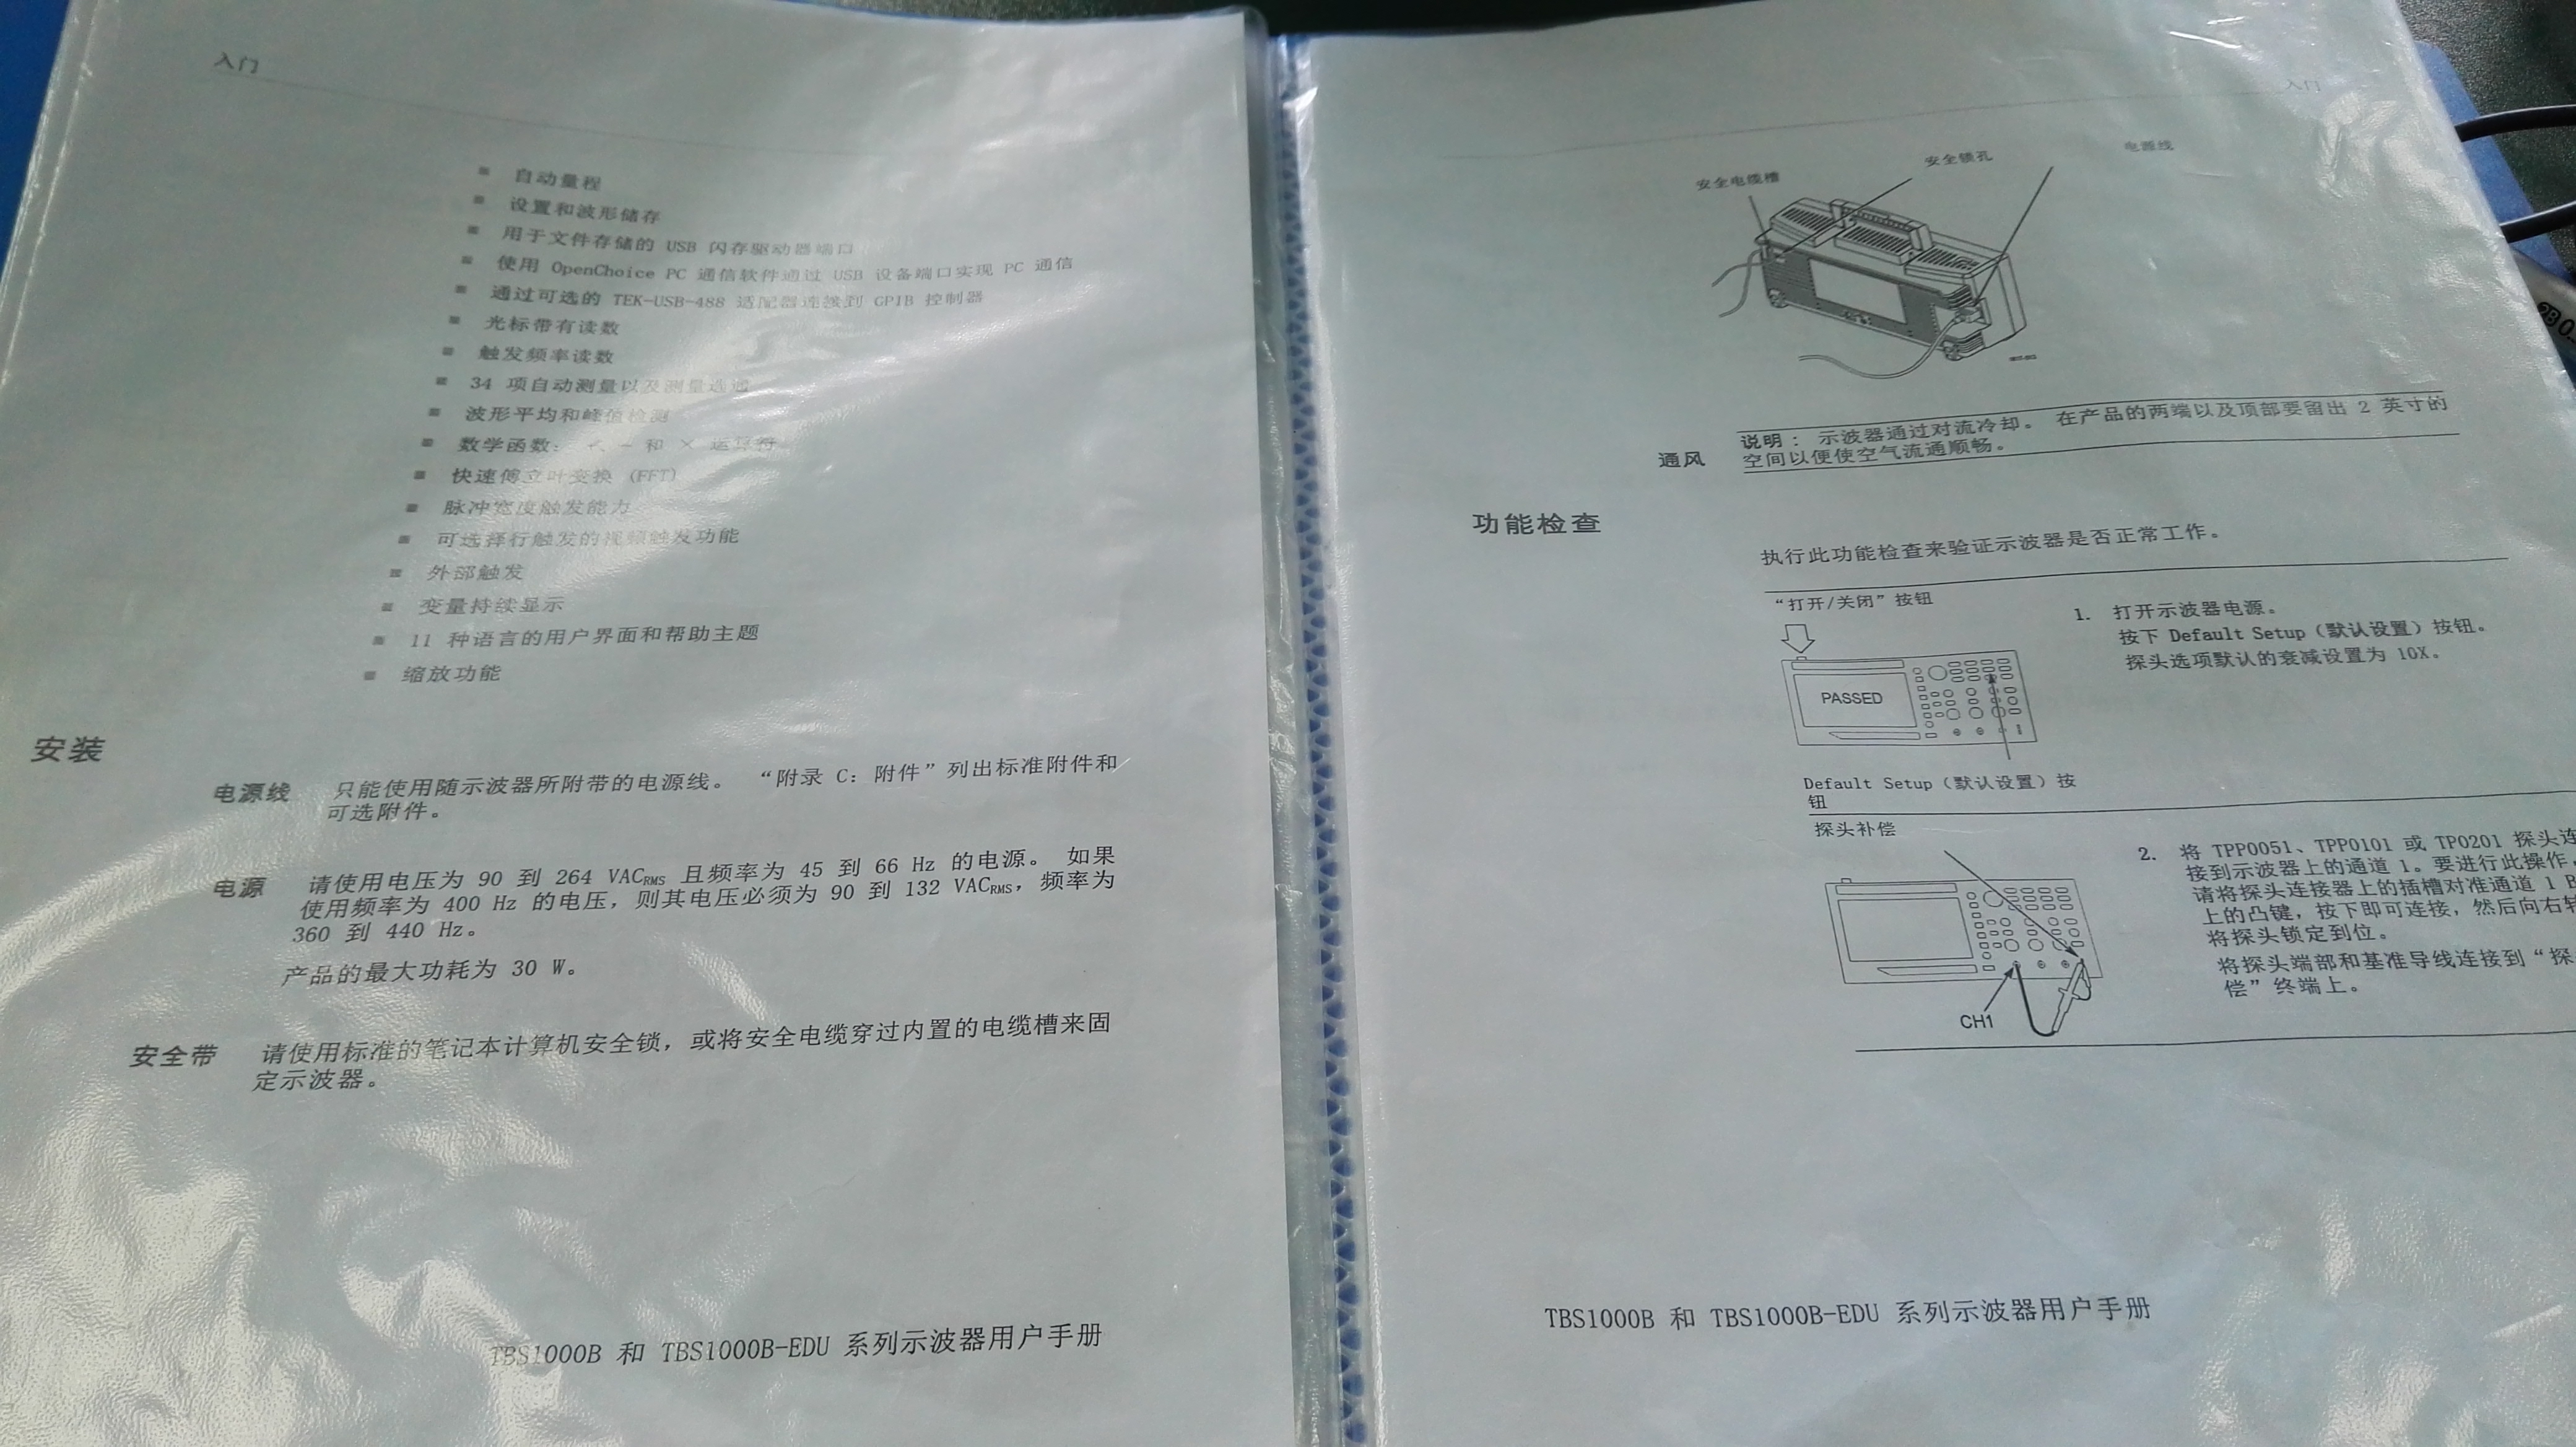 入门
■ 自动量程
■ 设置和波形储存
■ 用于文件存储的 USB 闪存驱动器端口
■ 使用 OpenChoice PC 通信软件通过 USB 设备端口实现 PC 通信
■ 通过可选的 TEK-USB-488 适配器连接到 GPIB 控制器
■ 光标带有读数
■ 触发频率读数
■ 34 项自动测量以及测量选通
■ 波形平均和峰值检测
■ 数学函数: - 和 × 运算符
■ 快速傅立叶变换 (FFT)
■ 脉冲宽度触发能力
■ 可选择行触发的视频触发功能
■ 外部触发
■ 变量持续显示
■ 11 种语言的用户界面和帮助主题
■ 缩放功能
安装
电源线 只能使用随示波器所附带的电源线。 “附录 C: 附件”列出标准附件和
可选附件。
电源 请使用电压为 90 到 264 VACRMS 且频率为 45 到 66 Hz 的电源。 如果
使用频率为 400 Hz 的电压，则其电压必须为 90 到 132 VACRMS，频率为
360 到 440 Hz。
产品的最大功耗为 30 W。
安全带 请使用标准的笔记本计算机安全锁，或将安全电缆穿过内置的电缆槽来固
定示波器。
TBS1000B 和 TBS1000B-EDU 系列示波器用户手册
入门
安全电缆槽 安全锁孔 电源线
通风 说明： 示波器通过对流冷却。 在产品的两端以及顶部要留出 2 英寸的
空间以便使空气流通顺畅。
功能检查
执行此功能检查来验证示波器是否正常工作。
“打开/关闭”按钮
PASSED
Default Setup（默认设置）按
钮
1. 打开示波器电源。
按下 Default Setup（默认设置）按钮。
探头选项默认的衰减设置为 10X。
探头补偿
CH1
2. 将 TPP0051、TPP0101 或 TPO201 探头连
接到示波器上的通道 1。要进行此操作，
请将探头连接器上的插槽对准通道 1 B
上的凸键，按下即可连接，然后向右转
将探头锁定到位。
将探头端部和基准导线连接到“探
偿”终端上。
TBS1000B 和 TBS1000B-EDU 系列示波器用户手册